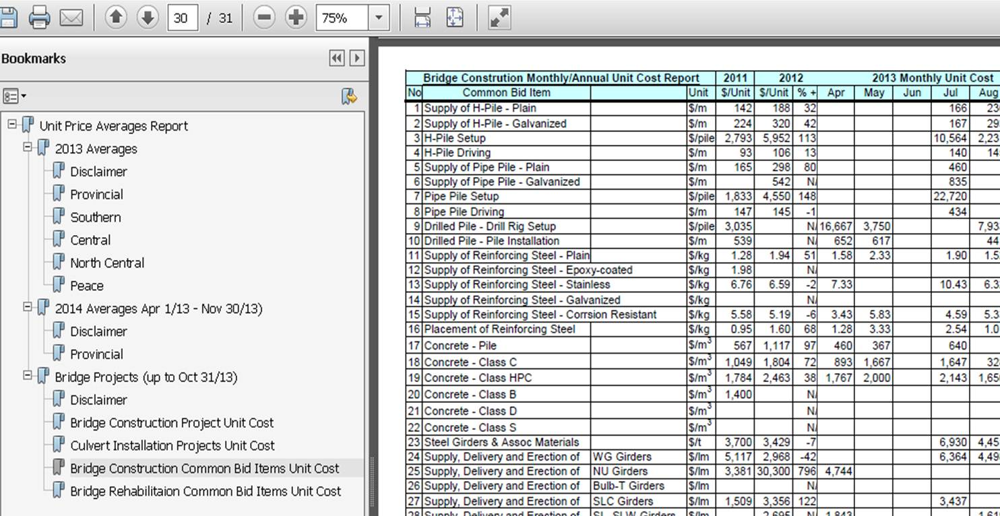 30 / 31 75%
Bookmarks
Unit Price Averages Report
2013 Averages
Disclaimer
Provincial
Southern
Central
North Central
Peace
2014 Averages Apr 1/13 - Nov 30/13)
Disclaimer
Provincial
Bridge Projects (up to Oct 31/13)
Disclaimer
Bridge Construction Project Unit Cost
Culvert Installation Projects Unit Cost
Bridge Construction Common Bid Items Unit Cost
Bridge Rehabilitaion Common Bid Items Unit Cost
Bridge Constrution Monthly/Annual Unit Cost Report 2011 2012 2013 Monthly Unit Cost
No Common Bid Item Unit $/Unit $/Unit % + Apr May Jun Jul Aug
1 Supply of H-Pile - Plain $/m 142 188 32 166 23
2 Supply of H-Pile - Galvanized $/m 224 320 42 167 29
3 H-Pile Setup $/pile 2,793 5,952 113 10,564 2,23
4 H-Pile Driving $/m 93 106 13 140 14
5 Supply of Pipe Pile - Plain $/m 165 298 80 460
6 Supply of Pipe Pile - Galvanized $/m 542 N/ 835
7 Pipe Pile Setup $/pile 1,833 4,550 148 22,720
8 Pipe Pile Driving $/m 147 145 -1 434
9 Drilled Pile - Drill Rig Setup $/pile 3,035 N/ 16,667 3,750 7,93
10 Drilled Pile - Pile Installation $/m 539 N/ 652 617 44
11 Supply of Reinforcing Steel - Plain $/kg 1.28 1.94 51 1.58 2.33 1.90 1.5
12 Supply of Reinforcing Steel - Epoxy-coated $/kg 1.98 N/
13 Supply of Reinforcing Steel - Stainless $/kg 6.76 6.59 -2 7.33 10.43 6.3
14 Supply of Reinforcing Steel - Galvanized $/kg N/
15 Supply of Reinforcing Steel - Corrsion Resistant $/kg 5.58 5.19 -6 3.43 5.83 4.59 5.3
16 Placement of Reinforcing Steel $/kg 0.95 1.60 68 1.28 3.33 2.54 1.0
17 Concrete - Pile $/m³ 567 1,117 97 460 367 640
18 Concrete - Class C $/m³ 1,049 1,804 72 893 1,667 1,647 32
19 Concrete - Class HPC $/m³ 1,784 2,463 38 1,767 2,000 2,143 1,65
20 Concrete - Class B $/m³ 1,400 N/
21 Concrete - Class D $/m³ N/
22 Concrete - Class S $/m³ N/
23 Steel Girders & Assoc Materials $/t 3,700 3,429 -7 6,930 4,45
24 Supply, Delivery and Erection of WG Girders $/lm 5,117 2,968 -42 6,364 4,49
25 Supply, Delivery and Erection of NU Girders $/lm 3,381 30,300 796 4,744
26 Supply, Delivery and Erection of Bulb-T Girders $/lm N/
27 Supply, Delivery and Erection of SLC Girders $/lm 1,509 3,356 122 3,437
28 Supply, Delivery and Erection of SL, SLW Girders $/lm 2,695 N/ 1,843